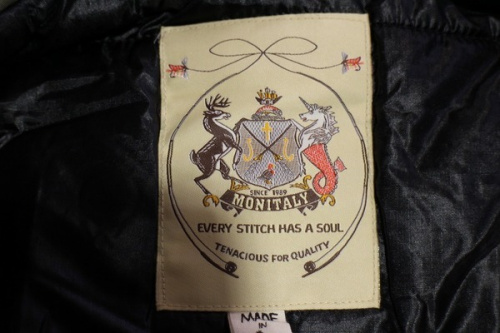 SINCE 1989
MONITALY
EVERY STITCH HAS A SOUL
TENACIOUS FOR QUALITY
MADE
IN